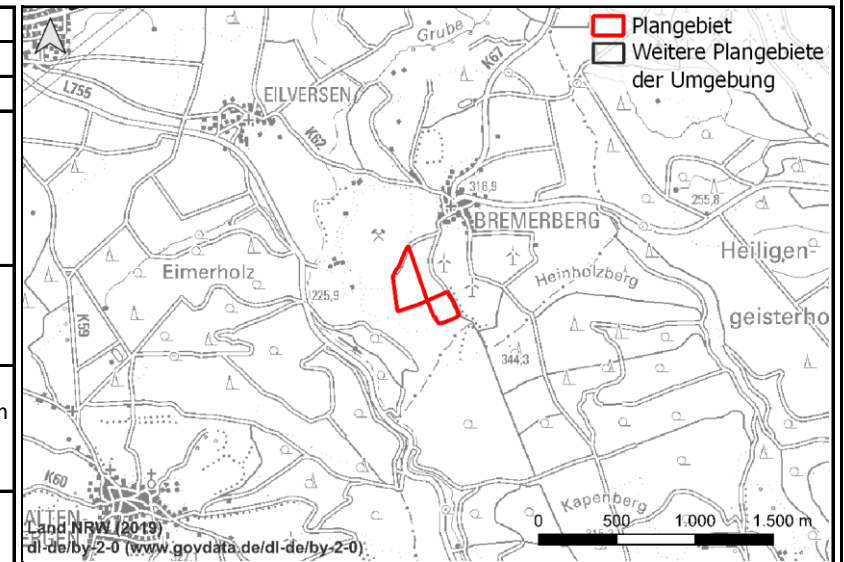 Plangebiet
Weitere Plangebiete
der Umgebung
Grube
K67
L755
EILVERSEN
K62
316,9
255,8
BREMERBERG
Heiligen-
geisterho
Eimerholz
Heinholzberg
225,9
K59
344,3
K60
Kapenberg
0 500 1.000 1.500 m
Land NRW (2019)
dl-de/by-2-0 (www.govdata.de/dl-de/by-2-0)